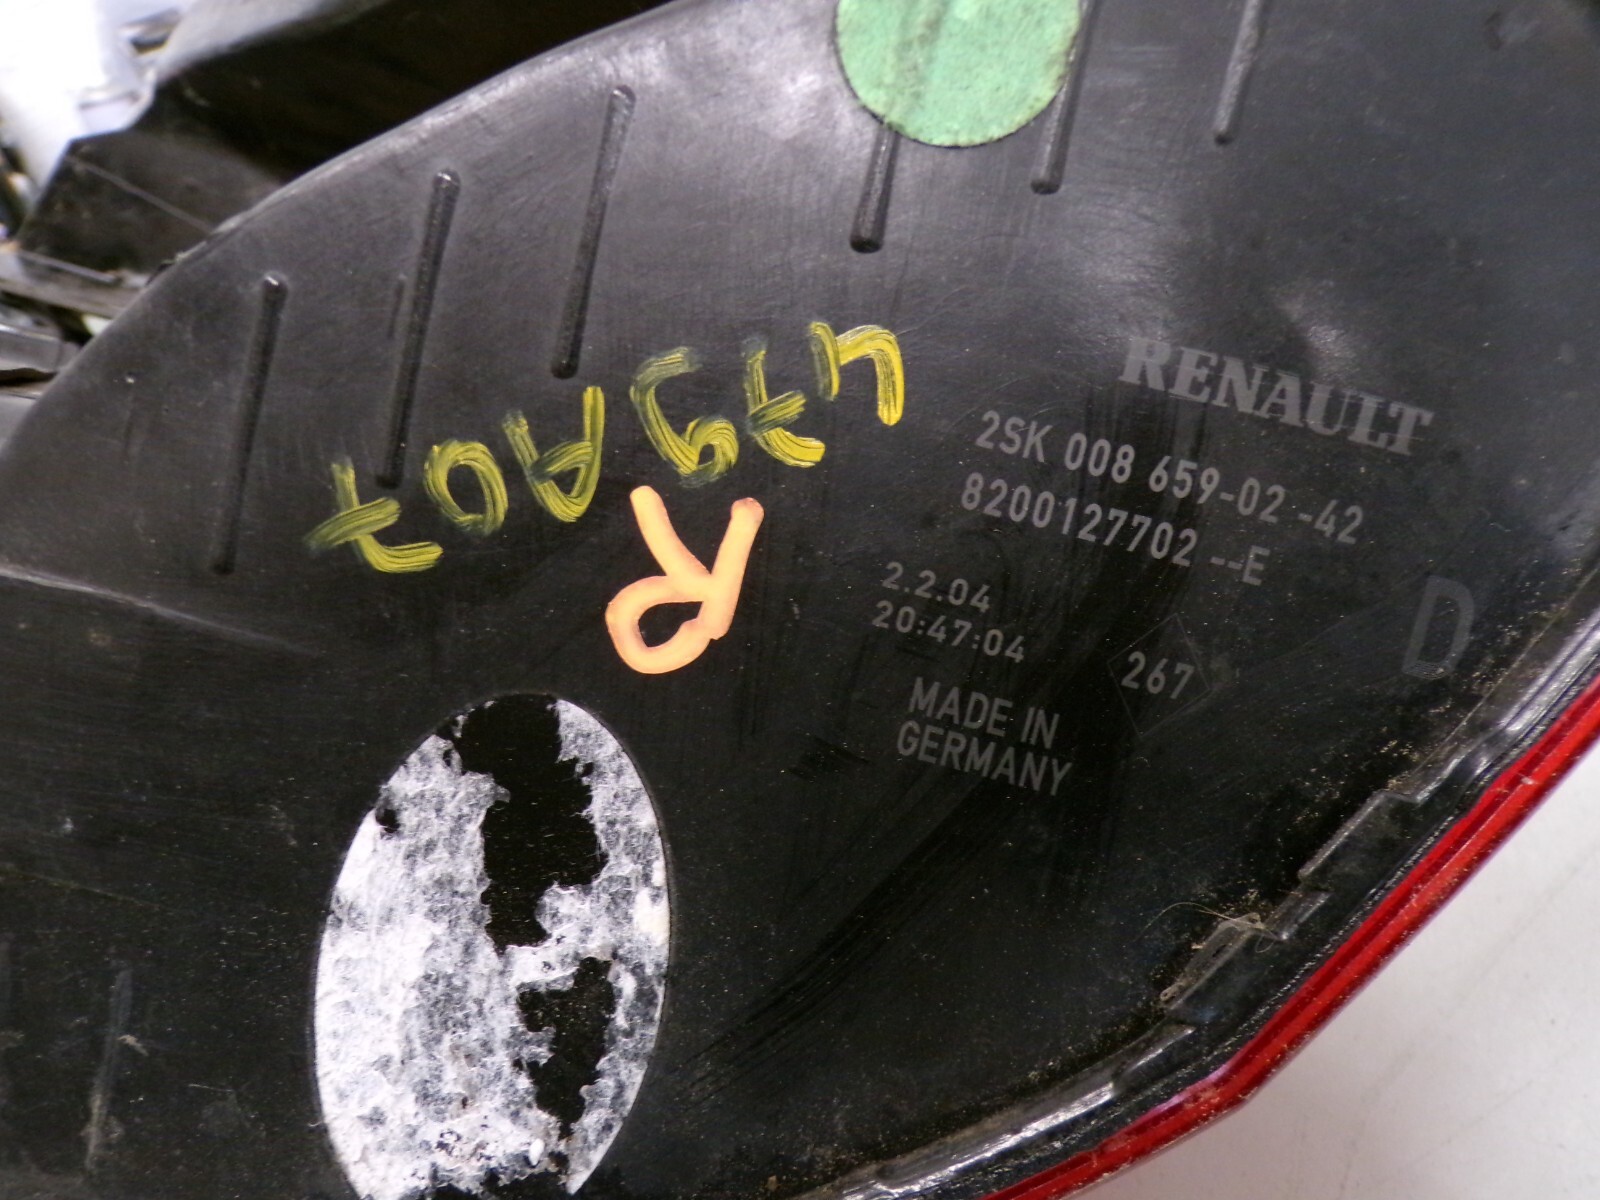 RENAULT
2SK 008 659-02 -42
8200127702 --E
2.2.04
20:47:04
267
D
MADE IN
GERMANY
R